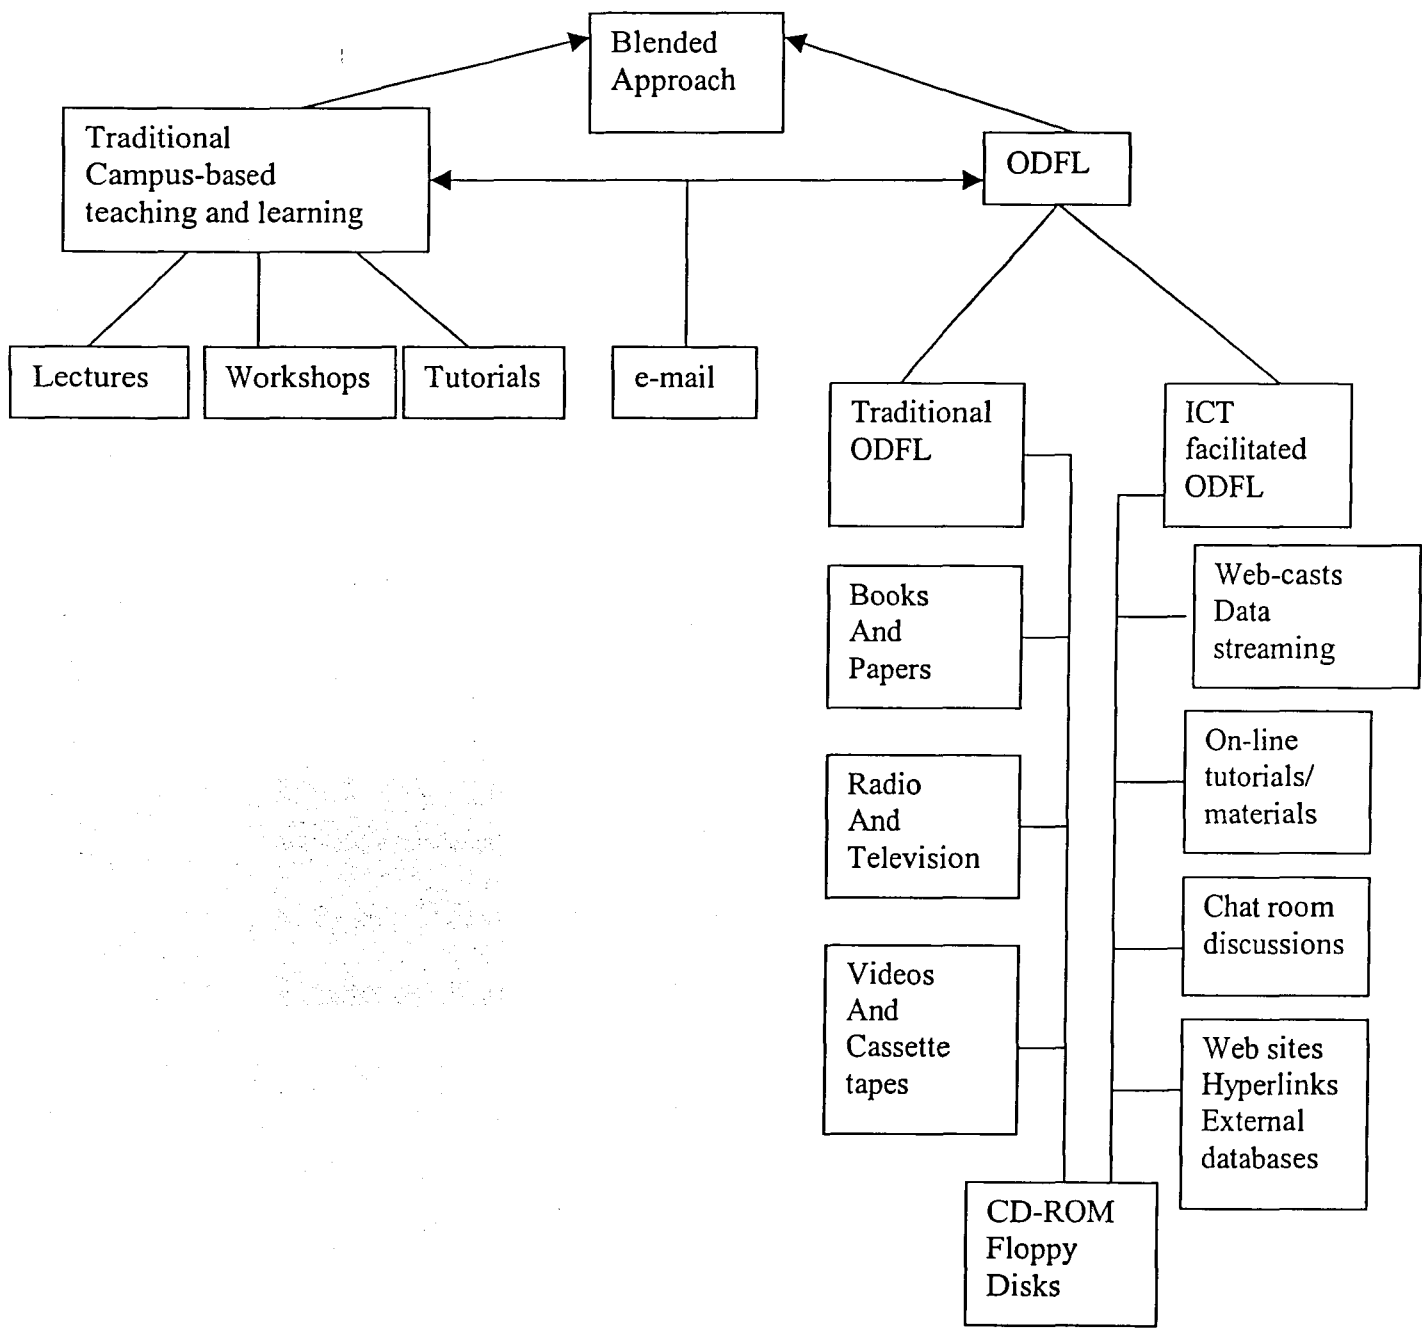 Blended
Approach
Traditional
Campus-based
teaching and learning
ODFL
Lectures
Workshops
Tutorials
e-mail
Traditional
ODFL
ICT
facilitated
ODFL
Books
And
Papers
Web-casts
Data
streaming
Radio
And
Television
On-line
tutorials/
materials
Chat room
discussions
Videos
And
Cassette
tapes
Web sites
Hyperlinks
External
databases
CD-ROM
Floppy
Disks